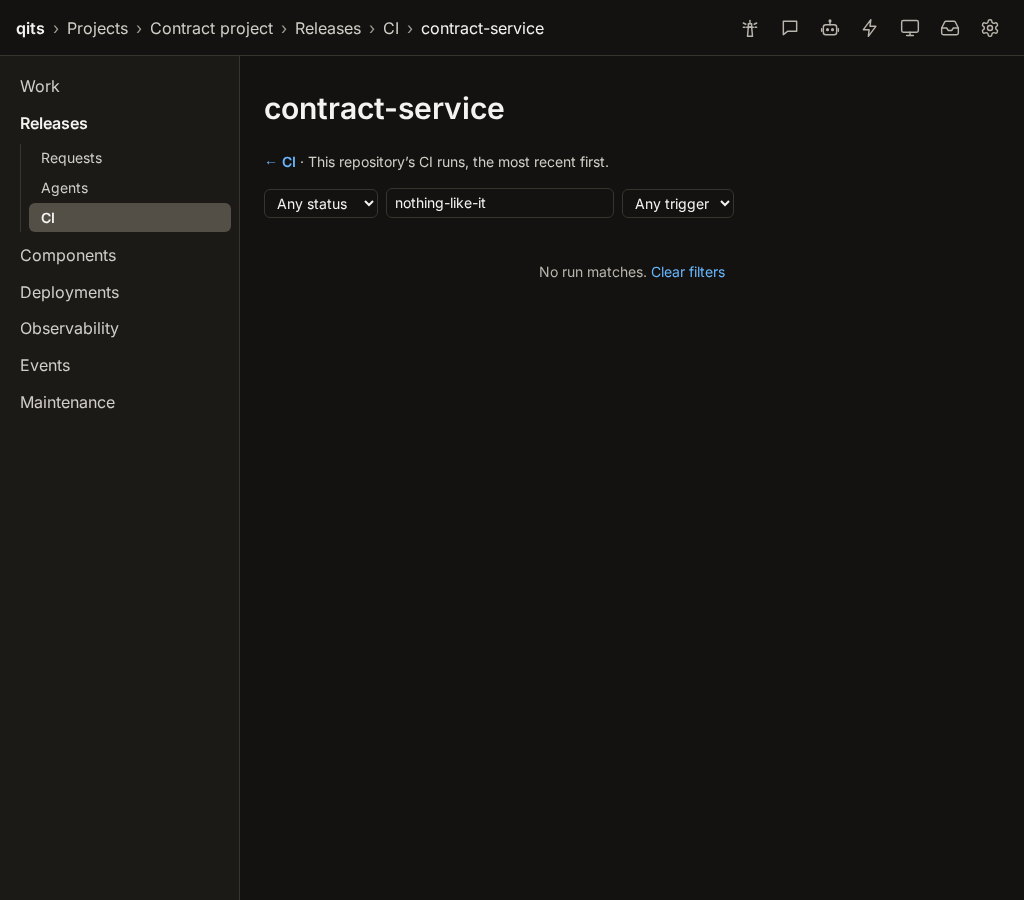 qits › Projects › Contract project › Releases › CI › contract-service
Work
Releases
Requests
Agents
CI
Components
Deployments
Observability
Events
Maintenance
contract-service
← CI · This repository’s CI runs, the most recent first.
Any status nothing-like-it Any trigger
No run matches. Clear filters